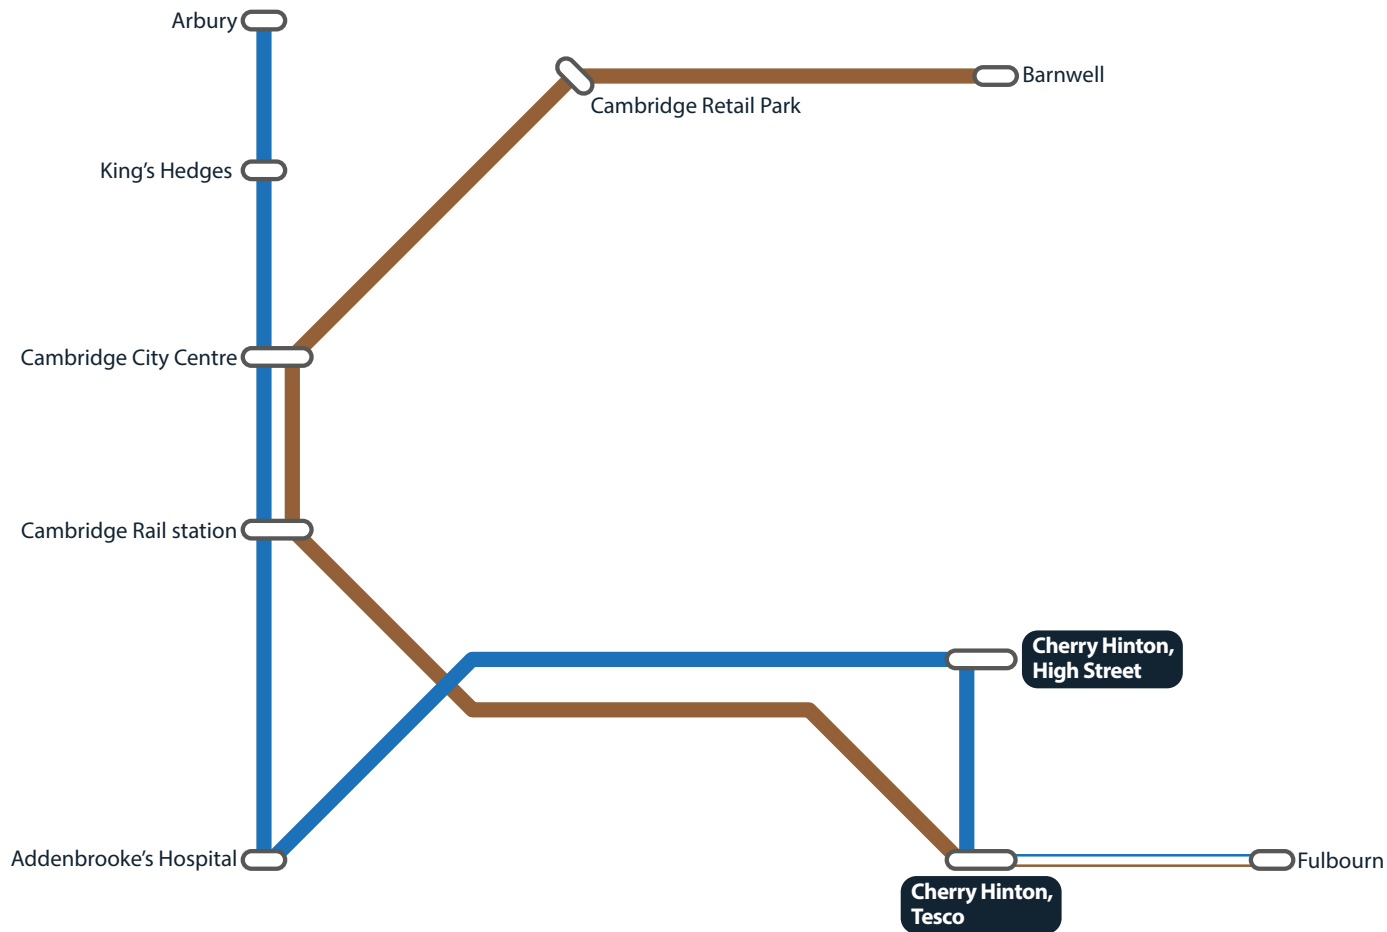 Arbury
Barnwell
Cambridge Retail Park
King's Hedges
Cambridge City Centre
Cambridge Rail station
Cherry Hinton,
High Street
Addenbrooke's Hospital
Fulbourn
Cherry Hinton,
Tesco